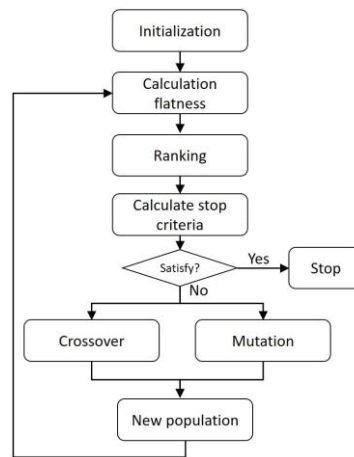 Initialization
Calculation
flatness
Ranking
Calculate stop
criteria
Satisfy?
Yes
Stop
No
Crossover
Mutation
New population